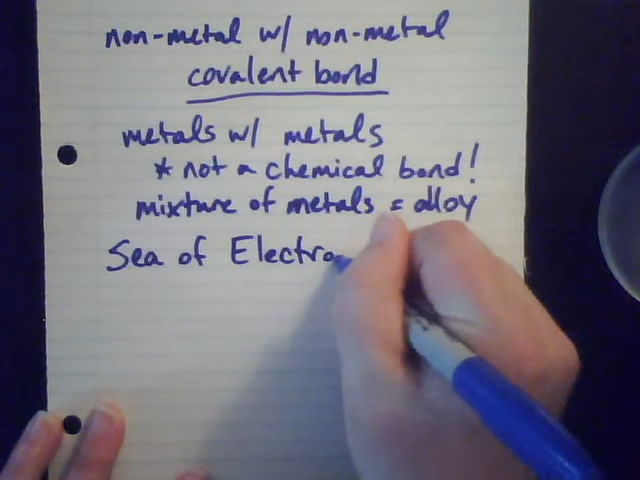 non-metal w/ non-metal
covalent bond
metals w/ metals
* not a chemical bond!
mixture of metals = alloy
Sea of Electro